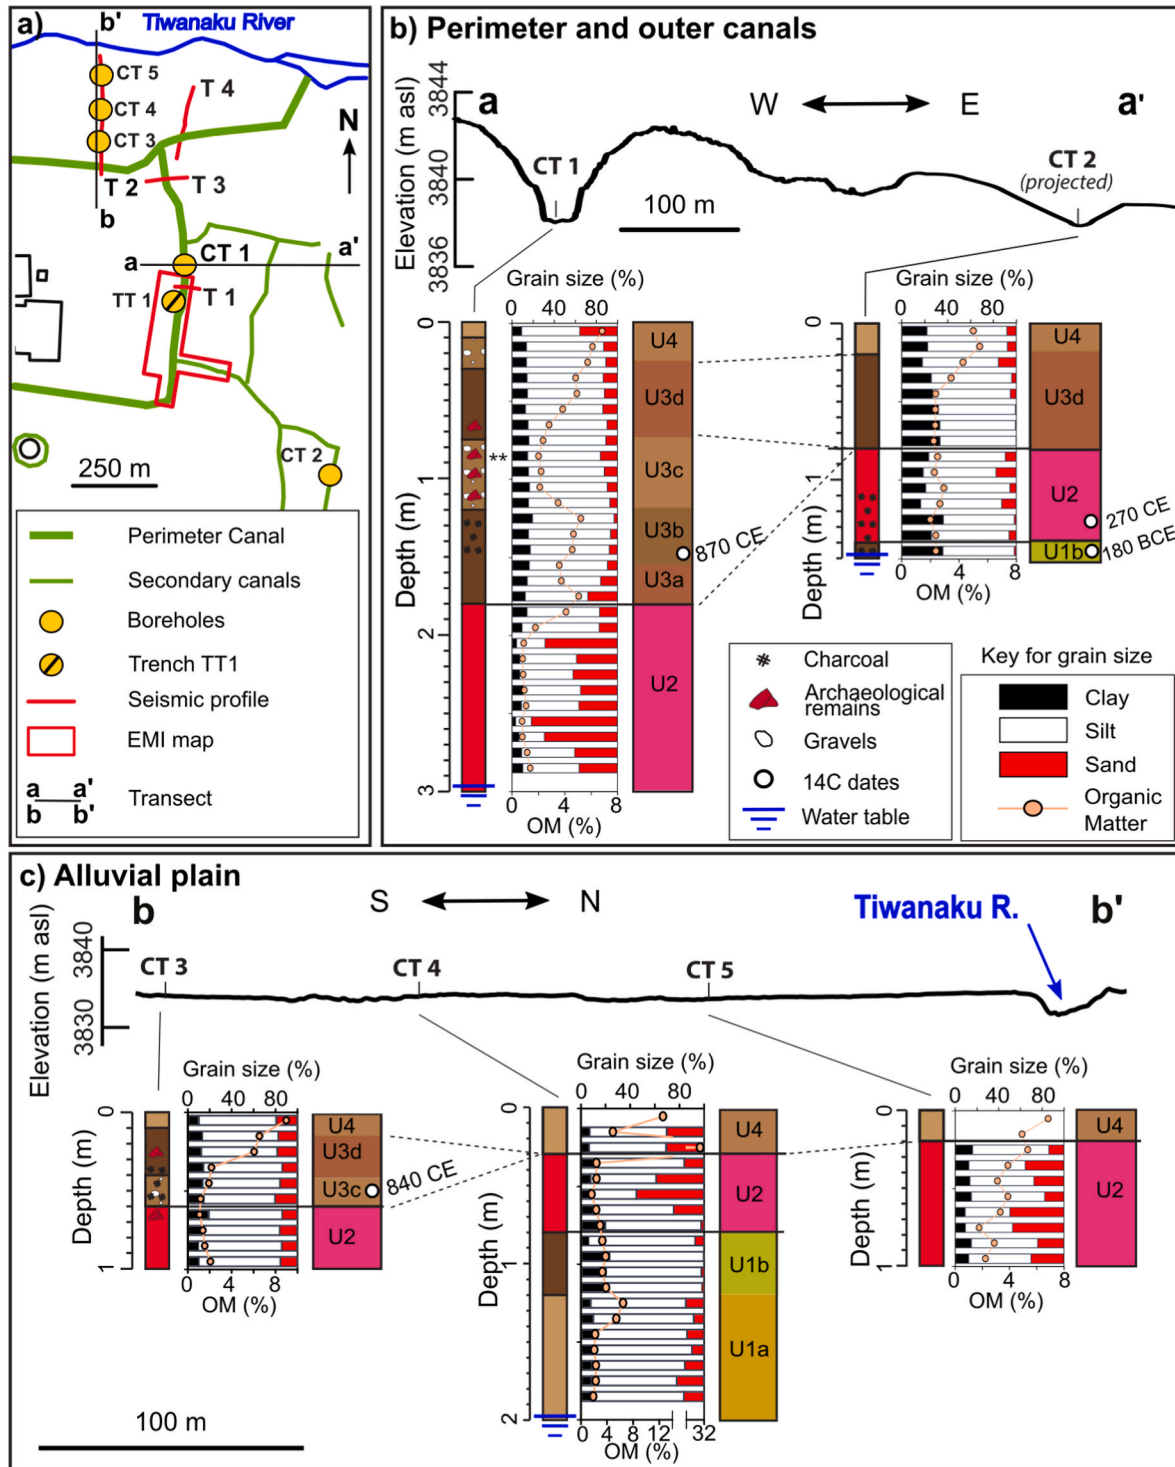 a)
b'
Tiwanaku River
CT 5
CT 4
CT 3
T 4
N
T 2
T 3
b
a
CT 1
a'
TT 1
T 1
CT 2
250 m
Perimeter Canal
Secondary canals
Boreholes
Trench TT1
Seismic profile
EMI map
a a'
b b'
Transect
b) Perimeter and outer canals
Elevation (m asl)
3844
3840
3836
a
W
E
a'
CT 1
CT 2
(projected)
100 m
Grain size (%)
0 40 80
Depth (m)
0
1
2
3
**
U4
U3d
U3c
U3b
U3a
U2
870 CE
0 4 8
OM (%)
Grain size (%)
0 40 80
Depth (m)
0
1
U4
U3d
U2
U1b
270 CE
180 BCE
0 4 8
OM (%)
Charcoal
Archaeological
remains
Gravels
14C dates
Water table
Key for grain size
Clay
Silt
Sand
Organic
Matter
c) Alluvial plain
b
S
N
Tiwanaku R.
b'
Elevation (m asl)
3840
3830
CT 3
CT 4
CT 5
Grain size (%)
0 40 80
Depth (m)
0
1
U4
U3d
U3c
U2
840 CE
0 4 8
OM (%)
Grain size (%)
0 40 80
Depth (m)
0
1
2
U4
U2
U1b
U1a
0 4 8 12 32
OM (%)
Grain size (%)
0 40 80
Depth (m)
0
1
U4
U2
0 4 8
OM (%)
100 m